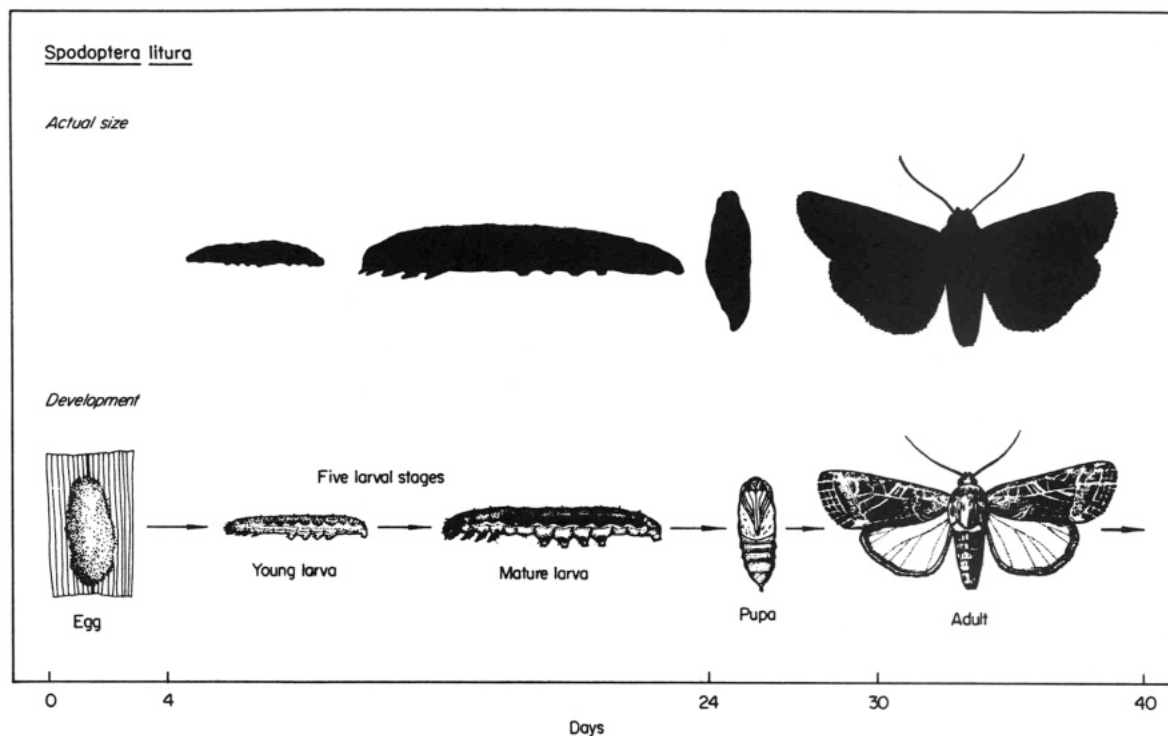 Spodoptera litura
Actual size
Development
Five larval stages
Young larva
Mature larva
Egg
Pupa
Adult
0 4 24 30 40
Days